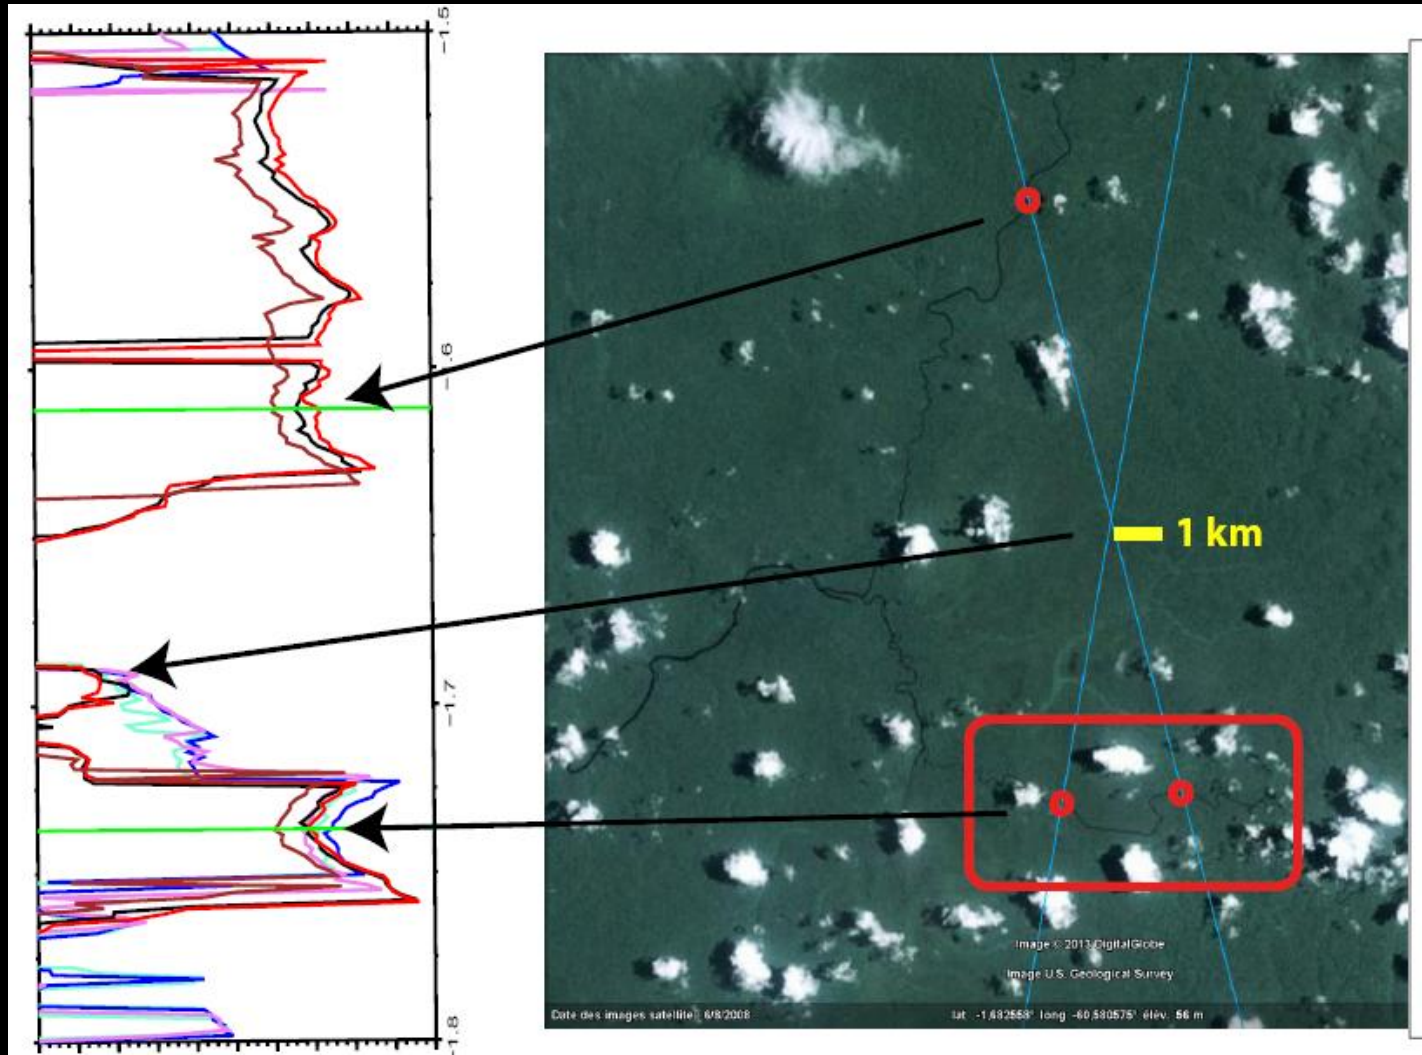 -1.5
-1.6
-1.7
-1.8
1 km
Image © 2013 DigitalGlobe
Image U.S. Geological Survey
Date des images satellite : 6/8/2008 lat -1,682558° long -60,580575° élév. 56 m